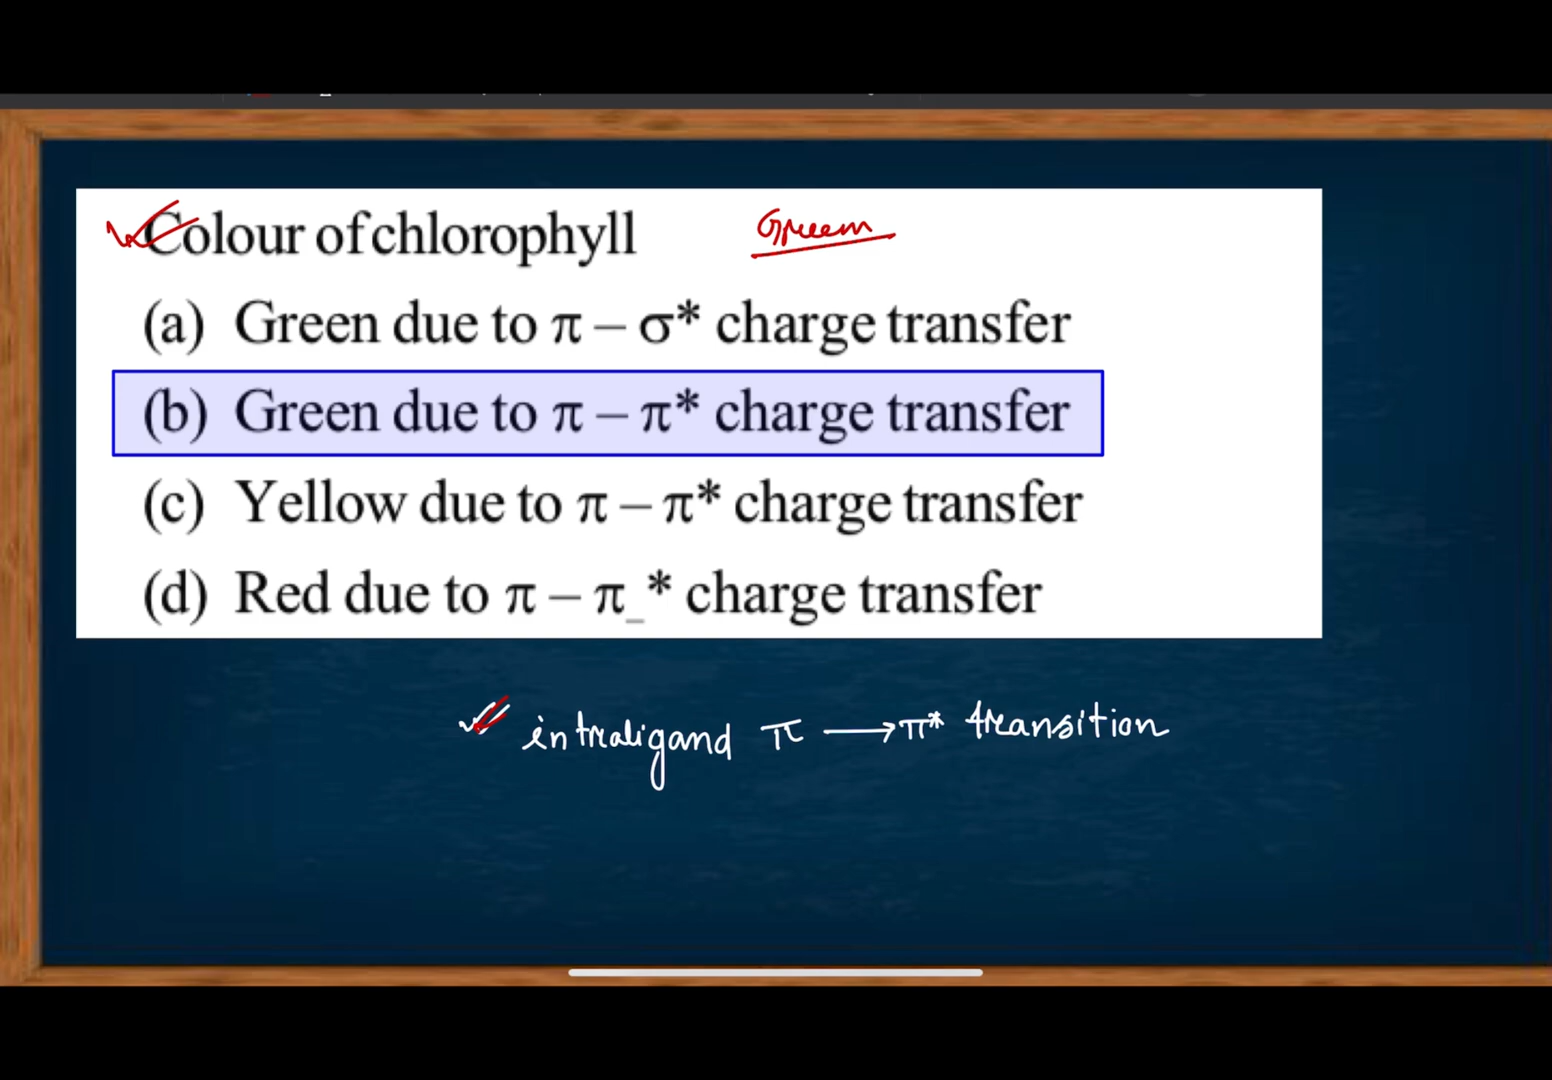 Colour of chlorophyll Green
(a) Green due to π – σ* charge transfer
(b) Green due to π – π* charge transfer
(c) Yellow due to π – π* charge transfer
(d) Red due to π – π_* charge transfer
intraligand π → π* transition